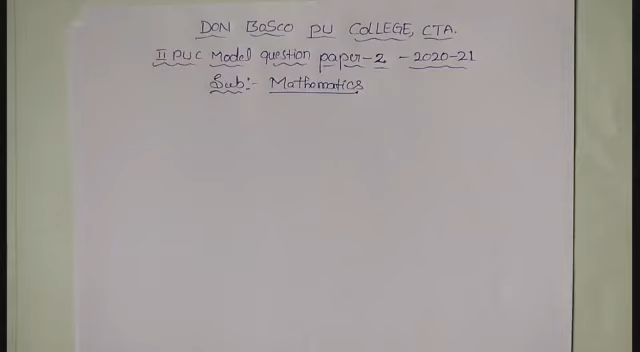 DON BOSCO PU COLLEGE, CTA.
II PUC Model question paper-2 - 2020-21
Sub:- Mathematics